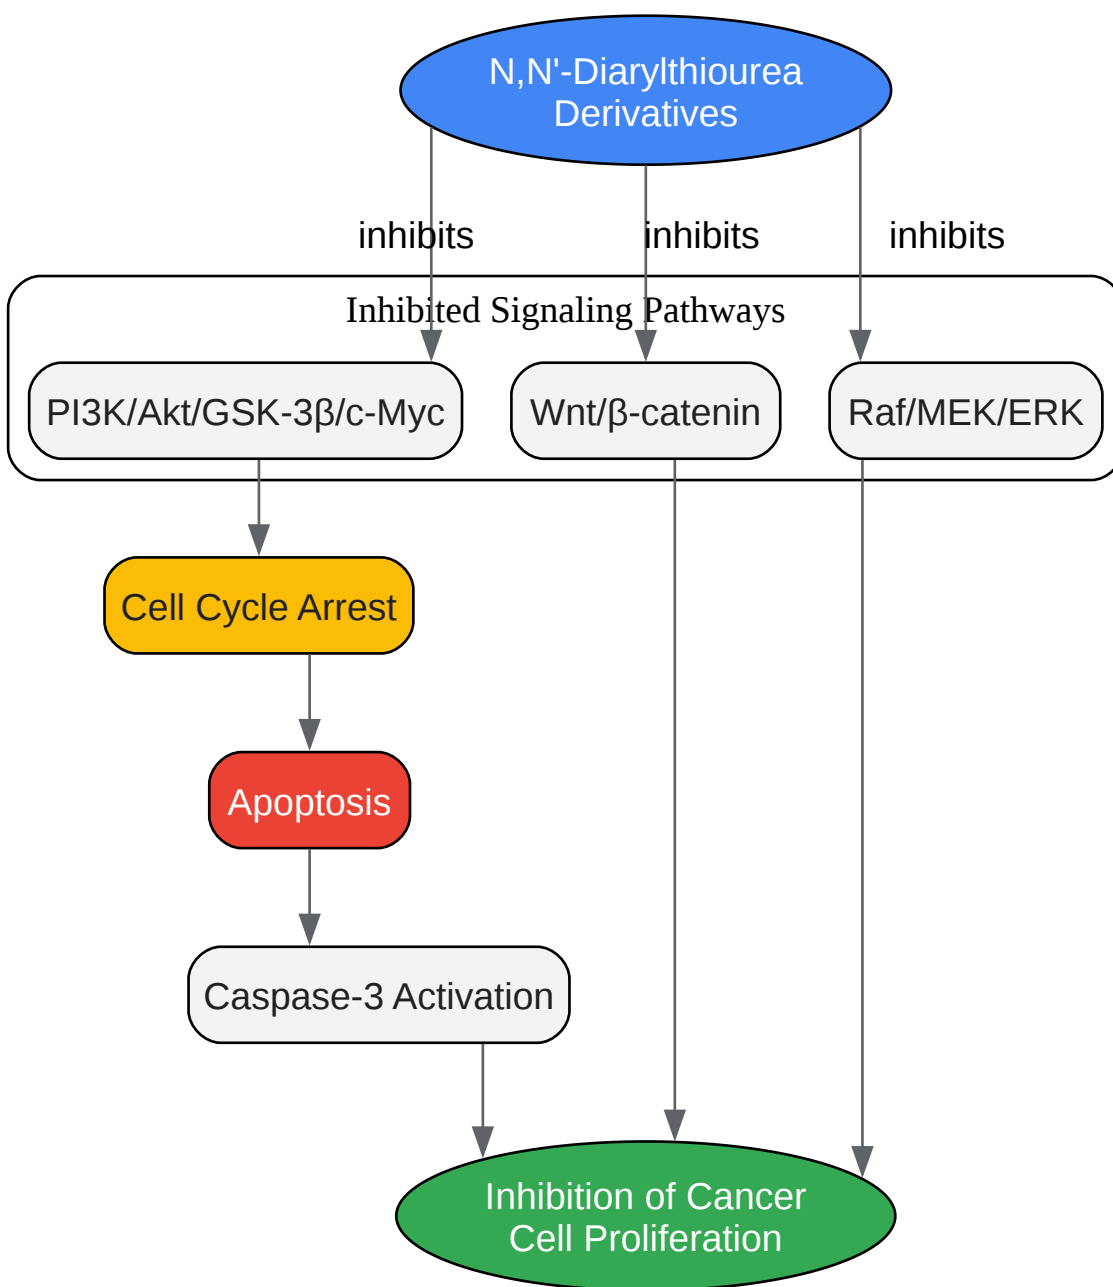 N,N'-Diarylthiourea
Derivatives
inhibits
inhibits
inhibits
Inhibited Signaling Pathways
PI3K/Akt/GSK-3β/c-Myc
Wnt/β-catenin
Raf/MEK/ERK
Cell Cycle Arrest
Apoptosis
Caspase-3 Activation
Inhibition of Cancer
Cell Proliferation